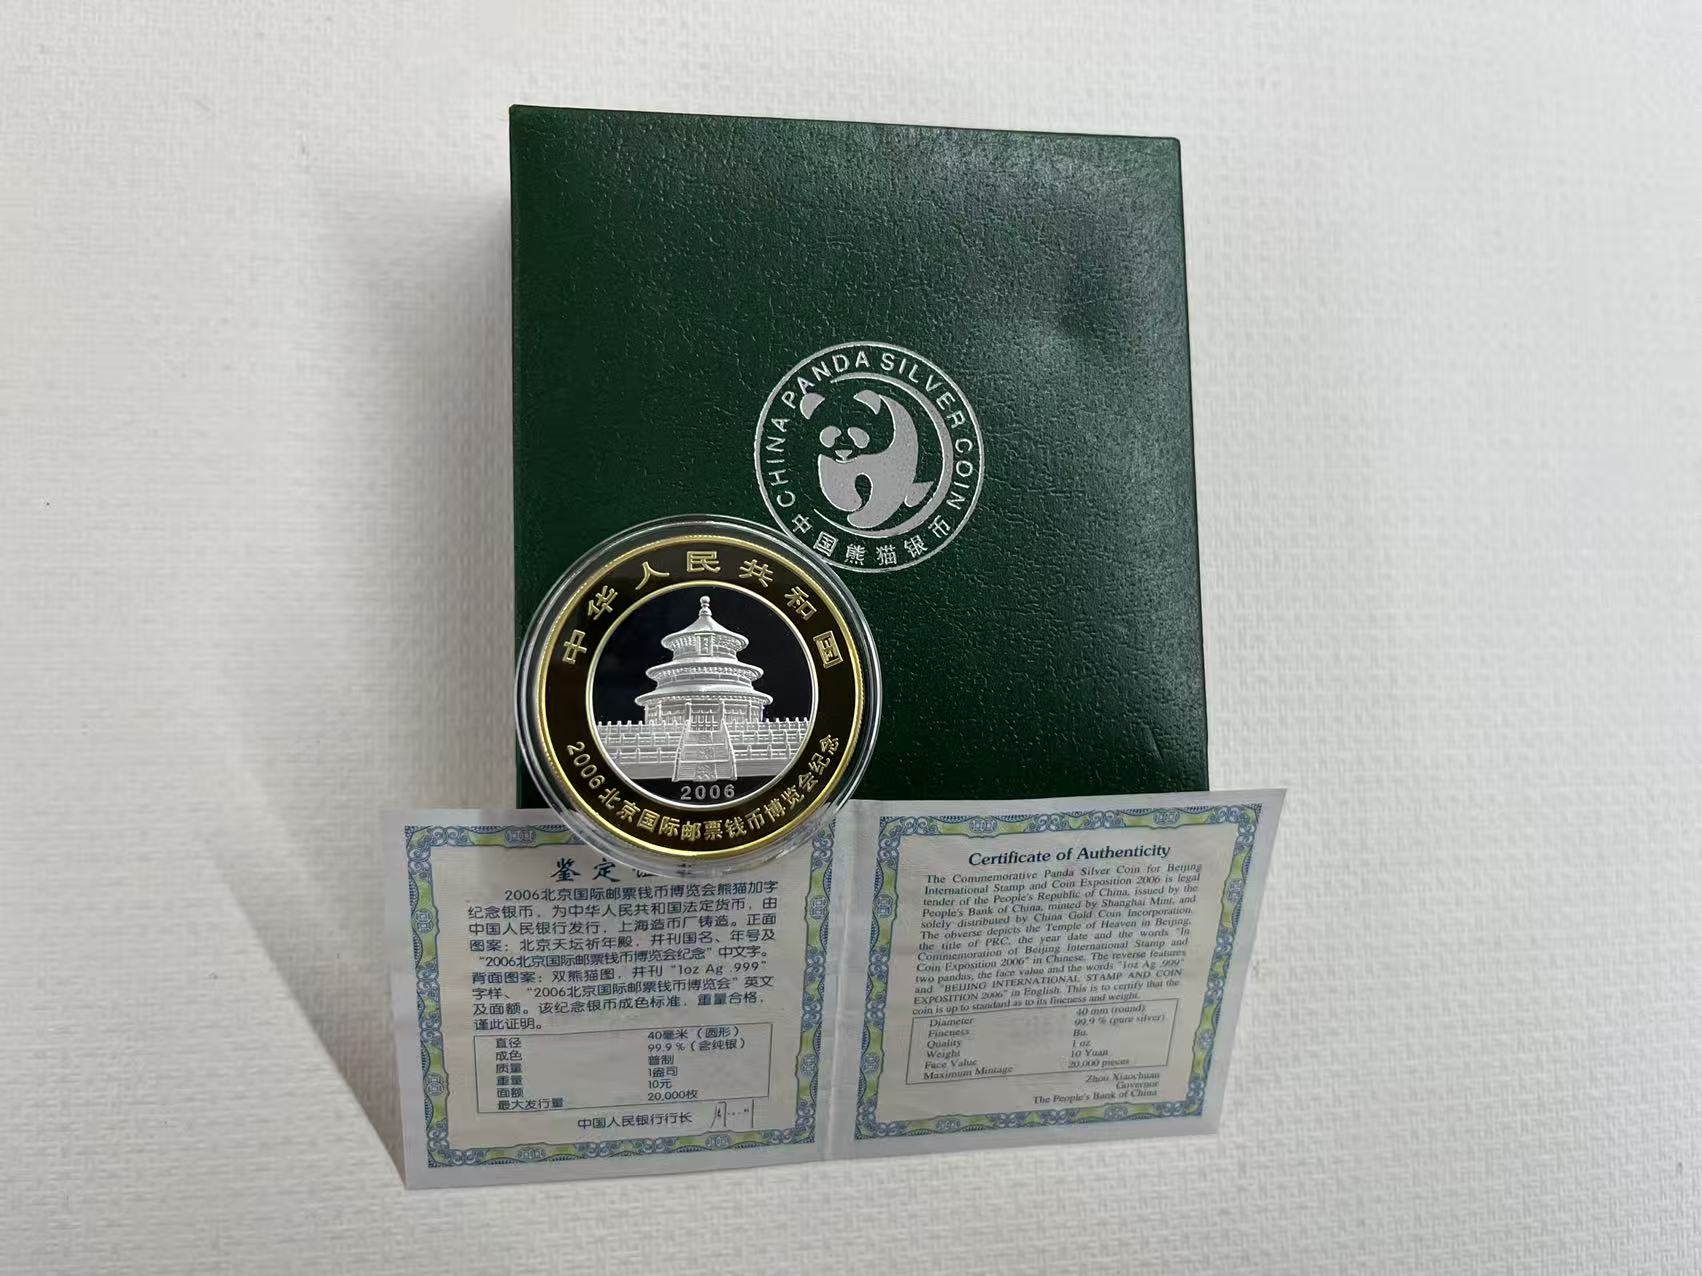 CHINA PANDA SILVER COIN
中国熊猫银币
中华人民共和国
2006
2006北京国际邮票钱币博览会纪念
鉴定证书
2006北京国际邮票钱币博览会熊猫加字
纪念银币，为中华人民共和国法定货币，由
中国人民银行发行，上海造币厂铸造。正面
图案：北京天坛祈年殿，并刊国名、年号及
“2006北京国际邮票钱币博览会纪念”中文字。
背面图案：双熊猫图，并刊“1oz Ag .999”
字样、“2006北京国际邮票钱币博览会”英文
及面额。该纪念银币成色标准，重量合格，
谨此证明。
直径 40毫米（圆形）
成色 99.9％（含纯银）
质量 普制
重量 1盎司
面额 10元
最大发行量 20,000枚
中国人民银行行长
Certificate of Authenticity
The Commemorative Panda Silver Coin for Beijing
International Stamp and Coin Exposition 2006 is legal
tender of the People's Republic of China, issued by the
People's Bank of China, minted by Shanghai Mint, and
solely distributed by China Gold Coin Incorporation.
The obverse depicts the Temple of Heaven in Beijing,
the title of PRC, the year date and the words "In
Commemoration of Beijing International Stamp and
Coin Exposition 2006" in Chinese. The reverse features
two pandas, the face value and the words "1oz Ag .999"
and "BEIJING INTERNATIONAL STAMP AND COIN
EXPOSITION 2006" in English. This is to certify that the
coin is up to standard as to its fineness and weight.
Diameter 40 mm (round)
Fineness 99.9 % (pure silver)
Quality Bu.
Weight 1 oz
Face Value 10 Yuan
Maximum Mintage 20,000 pieces
Zhou Xiaochuan
Governor
The People's Bank of China